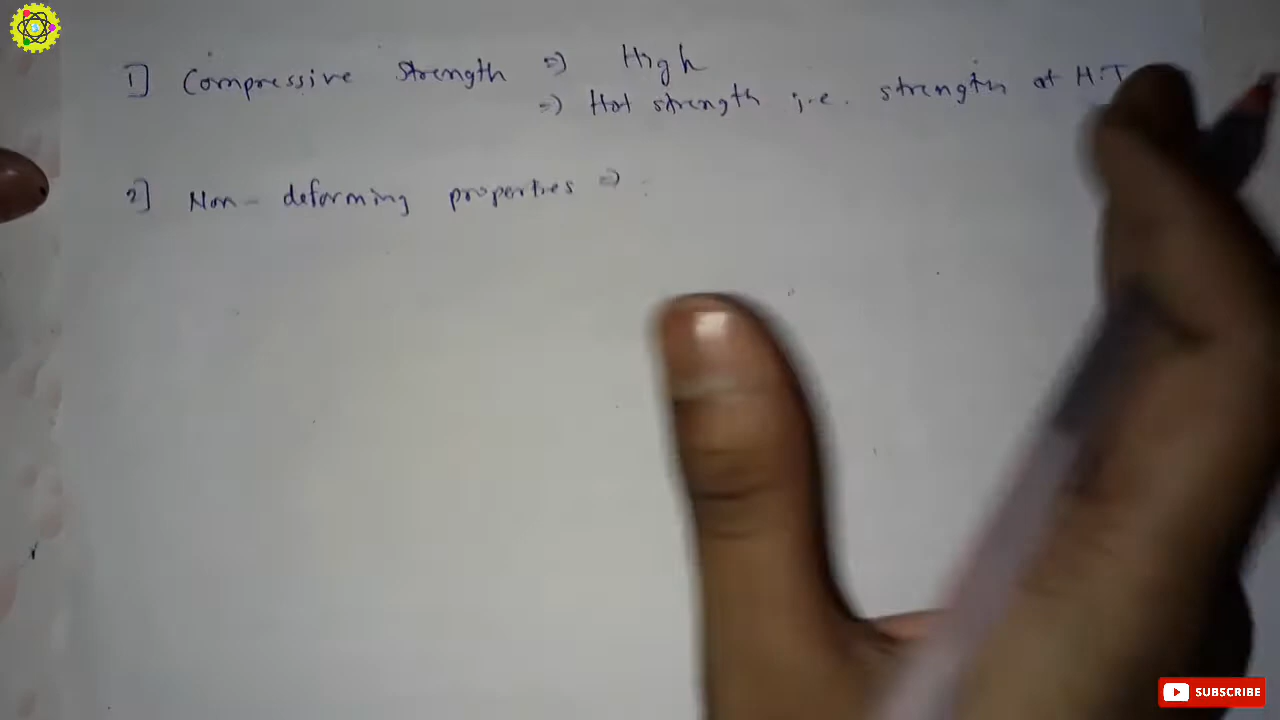 1] Compressive Strength => High
=> Hot strength i.e. strength at H.T
2] Non-deforming properties => :
SUBSCRIBE